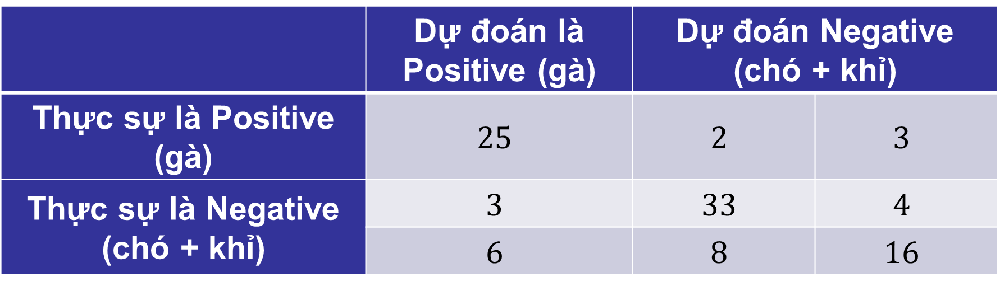 Dự đoán là
Positive (gà)
Dự đoán Negative
(chó + khỉ)
Thực sự là Positive
(gà)
25
2
3
Thực sự là Negative
(chó + khỉ)
3
33
4
6
8
16